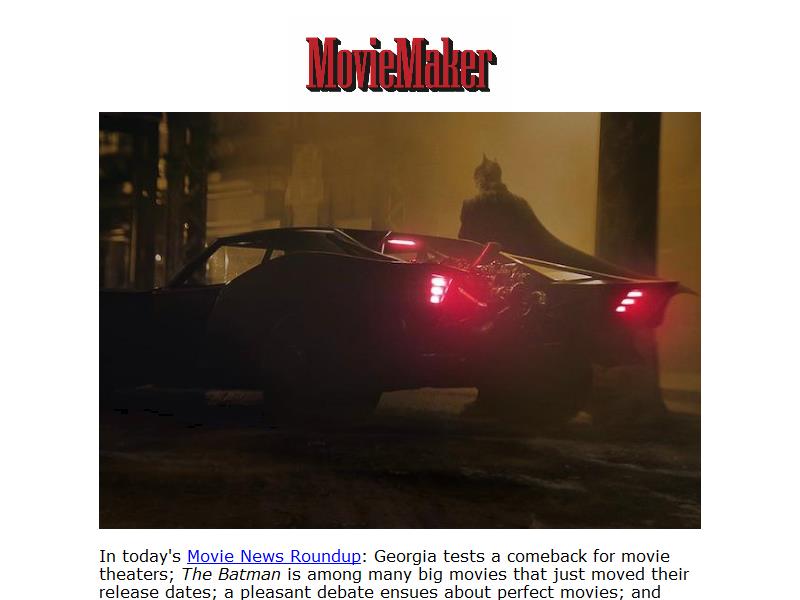 MovieMaker
In today's Movie News Roundup: Georgia tests a comeback for movie
theaters; The Batman is among many big movies that just moved their
release dates; a pleasant debate ensues about perfect movies; and